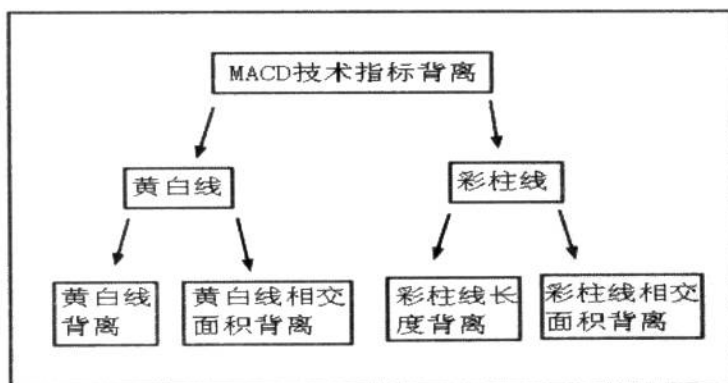 MACD技术指标背离
黄白线
彩柱线
黄白线
背离
黄白线相交
面积背离
彩柱线长
度背离
彩柱线相交
面积背离